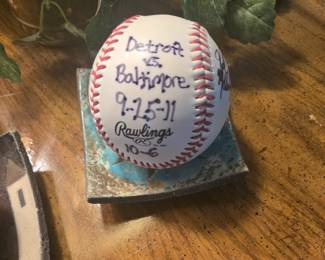 Detroit
vs.
Baltimore
9-25-11
Rawlings
10-6